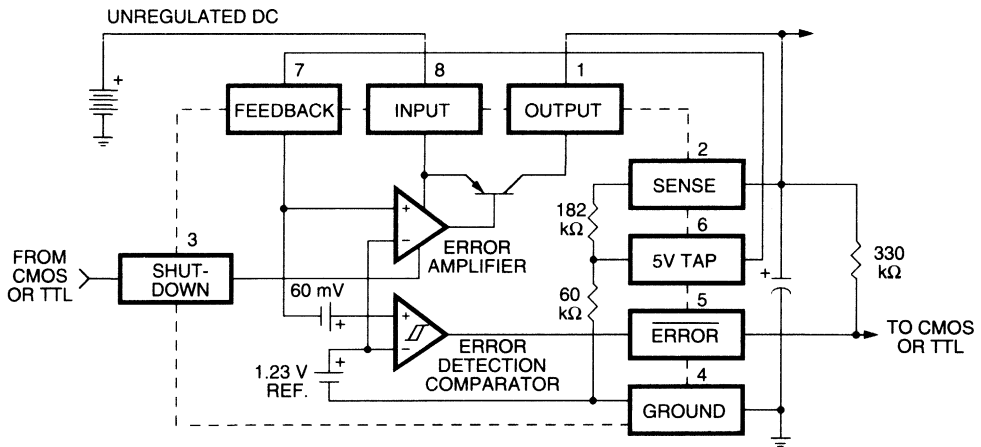 UNREGULATED DC
+
7
8
1
FEEDBACK
INPUT
OUTPUT
2
SENSE
182
kΩ
+
−
ERROR
AMPLIFIER
6
5V TAP
3
FROM
CMOS
OR TTL
SHUT-
DOWN
330
kΩ
+
60 mV
+
60
kΩ
5
ERROR
+
−
TO CMOS
OR TTL
ERROR
DETECTION
COMPARATOR
1.23 V
REF.
+
4
GROUND